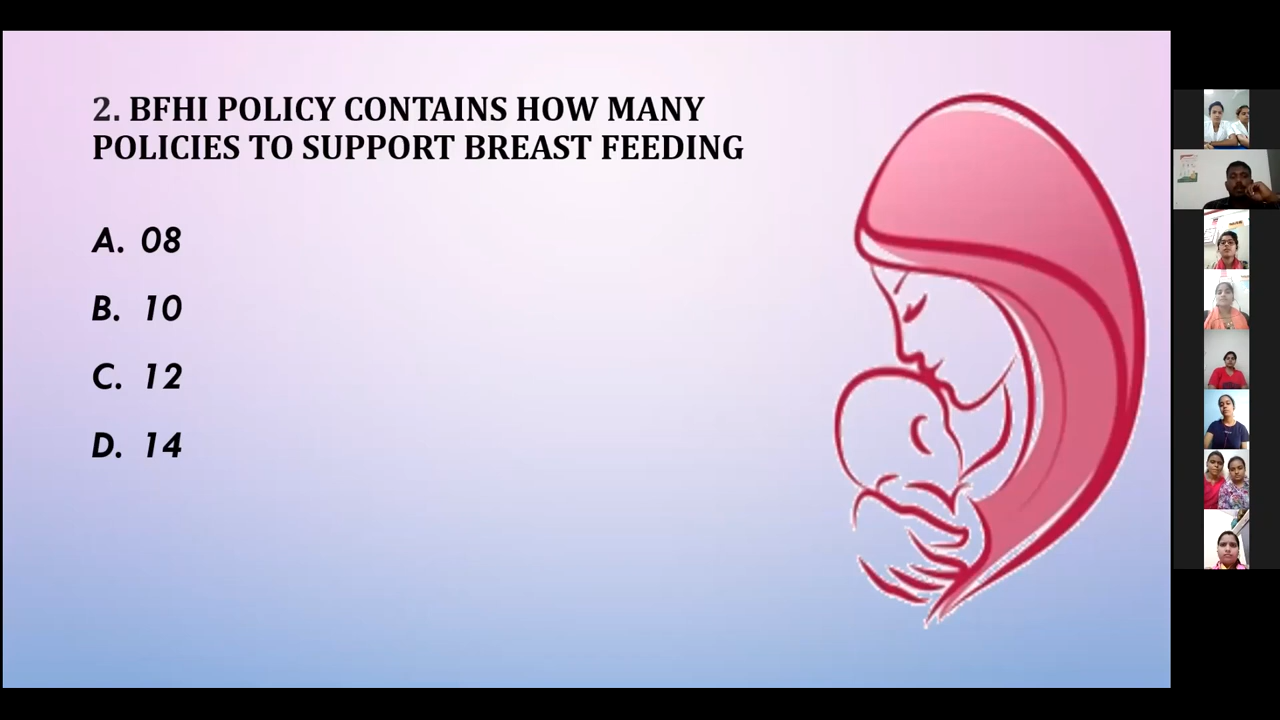 2. BFHI POLICY CONTAINS HOW MANY
POLICIES TO SUPPORT BREAST FEEDING
A. 08
B. 10
C. 12
D. 14